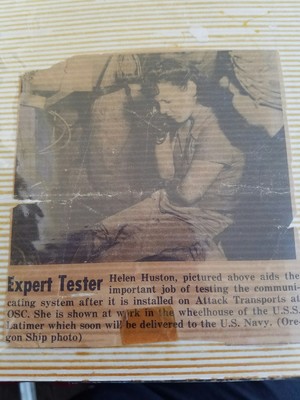 Expert Tester Helen Huston, pictured above aids the
important job of testing the communi-
cating system after it is installed on Attack Transports at
OSC. She is shown at work in the wheelhouse of the U.S.S.
Latimer which soon will be delivered to the U.S. Navy. (Ore-
gon Ship photo)